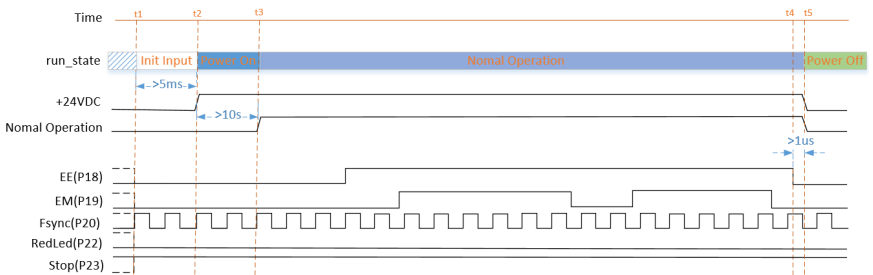 Time
t1 t2 t3 t4 t5
run_state Init Input Power On Nomal Operation Power Off
>5ms
+24VDC
>10s
Nomal Operation
>1us
EE(P18)
EM(P19)
Fsync(P20)
RedLed(P22)
Stop(P23)